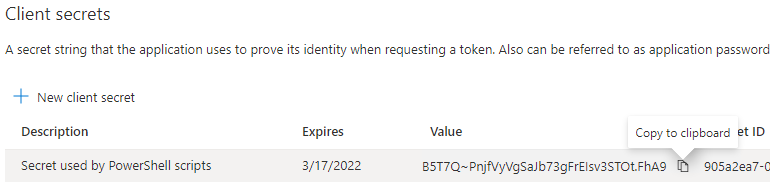 Client secrets
A secret string that the application uses to prove its identity when requesting a token. Also can be referred to as application password
+ New client secret
Description Expires Value Copy to clipboard et ID
Secret used by PowerShell scripts 3/17/2022 B5T7Q~PnjfVyVgSaJb73gFrEIsv3STOt.FhA9 905a2ea7-0